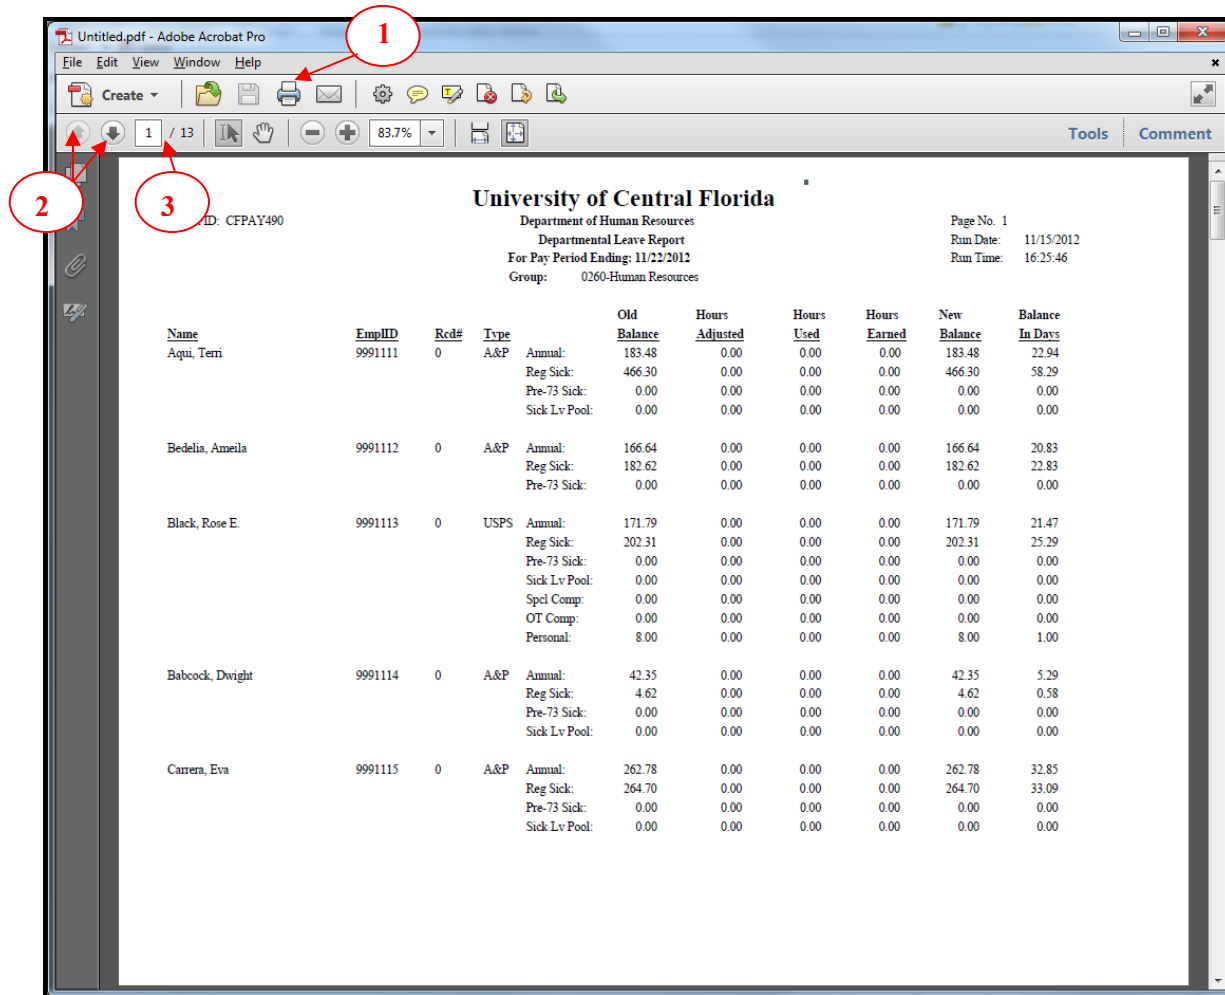 Untitled.pdf - Adobe Acrobat Pro
1
File Edit View Window Help
Create
1 / 13 83.7% Tools Comment
2 3
University of Central Florida
ID: CFPAY490 Department of Human Resources Page No. 1
Departmental Leave Report Run Date: 11/15/2012
For Pay Period Ending: 11/22/2012 Run Time: 16:25:46
Group: 0260-Human Resources
Old Hours Hours Hours New Balance
Name EmplID Rcd# Type Balance Adjusted Used Earned Balance In Days
Aqui, Terri 9991111 0 A&P Annual: 183.48 0.00 0.00 0.00 183.48 22.94
Reg Sick: 466.30 0.00 0.00 0.00 466.30 58.29
Pre-73 Sick: 0.00 0.00 0.00 0.00 0.00 0.00
Sick Lv Pool: 0.00 0.00 0.00 0.00 0.00 0.00
Bedelia, Ameila 9991112 0 A&P Annual: 166.64 0.00 0.00 0.00 166.64 20.83
Reg Sick: 182.62 0.00 0.00 0.00 182.62 22.83
Pre-73 Sick: 0.00 0.00 0.00 0.00 0.00 0.00
Black, Rose E. 9991113 0 USPS Annual: 171.79 0.00 0.00 0.00 171.79 21.47
Reg Sick: 202.31 0.00 0.00 0.00 202.31 25.29
Pre-73 Sick: 0.00 0.00 0.00 0.00 0.00 0.00
Sick Lv Pool: 0.00 0.00 0.00 0.00 0.00 0.00
Spcl Comp: 0.00 0.00 0.00 0.00 0.00 0.00
OT Comp: 0.00 0.00 0.00 0.00 0.00 0.00
Personal: 8.00 0.00 0.00 0.00 8.00 1.00
Babcock, Dwight 9991114 0 A&P Annual: 42.35 0.00 0.00 0.00 42.35 5.29
Reg Sick: 4.62 0.00 0.00 0.00 4.62 0.58
Pre-73 Sick: 0.00 0.00 0.00 0.00 0.00 0.00
Sick Lv Pool: 0.00 0.00 0.00 0.00 0.00 0.00
Carrera, Eva 9991115 0 A&P Annual: 262.78 0.00 0.00 0.00 262.78 32.85
Reg Sick: 264.70 0.00 0.00 0.00 264.70 33.09
Pre-73 Sick: 0.00 0.00 0.00 0.00 0.00 0.00
Sick Lv Pool: 0.00 0.00 0.00 0.00 0.00 0.00